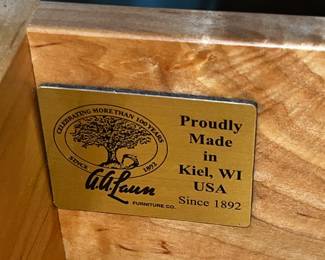 CELEBRATING MORE THAN 100 YEARS
SINCE 1892
A.A. Laun
FURNITURE CO.
Proudly
Made
in
Kiel, WI
USA
Since 1892